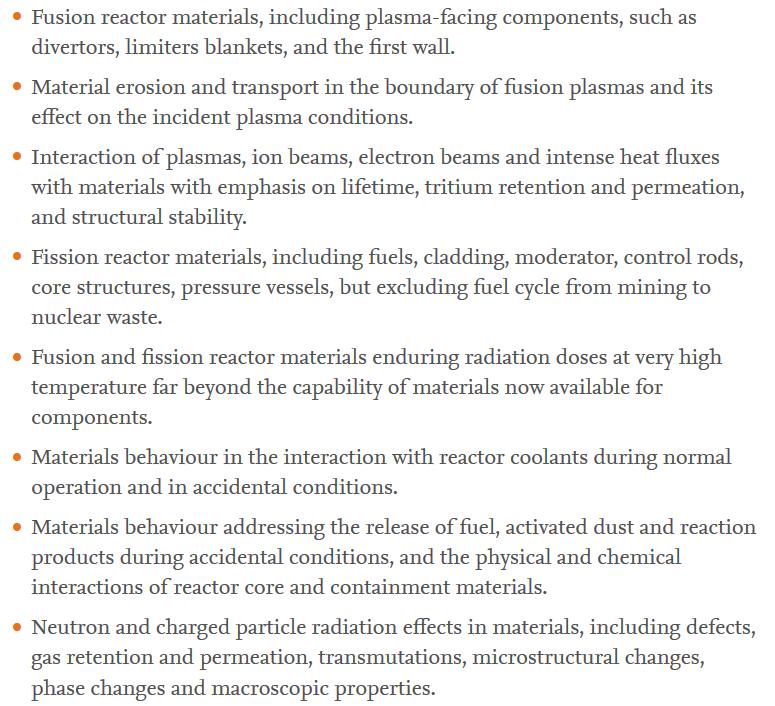 • Fusion reactor materials, including plasma-facing components, such as
divertors, limiters blankets, and the first wall.
• Material erosion and transport in the boundary of fusion plasmas and its
effect on the incident plasma conditions.
• Interaction of plasmas, ion beams, electron beams and intense heat fluxes
with materials with emphasis on lifetime, tritium retention and permeation,
and structural stability.
• Fission reactor materials, including fuels, cladding, moderator, control rods,
core structures, pressure vessels, but excluding fuel cycle from mining to
nuclear waste.
• Fusion and fission reactor materials enduring radiation doses at very high
temperature far beyond the capability of materials now available for
components.
• Materials behaviour in the interaction with reactor coolants during normal
operation and in accidental conditions.
• Materials behaviour addressing the release of fuel, activated dust and reaction
products during accidental conditions, and the physical and chemical
interactions of reactor core and containment materials.
• Neutron and charged particle radiation effects in materials, including defects,
gas retention and permeation, transmutations, microstructural changes,
phase changes and macroscopic properties.